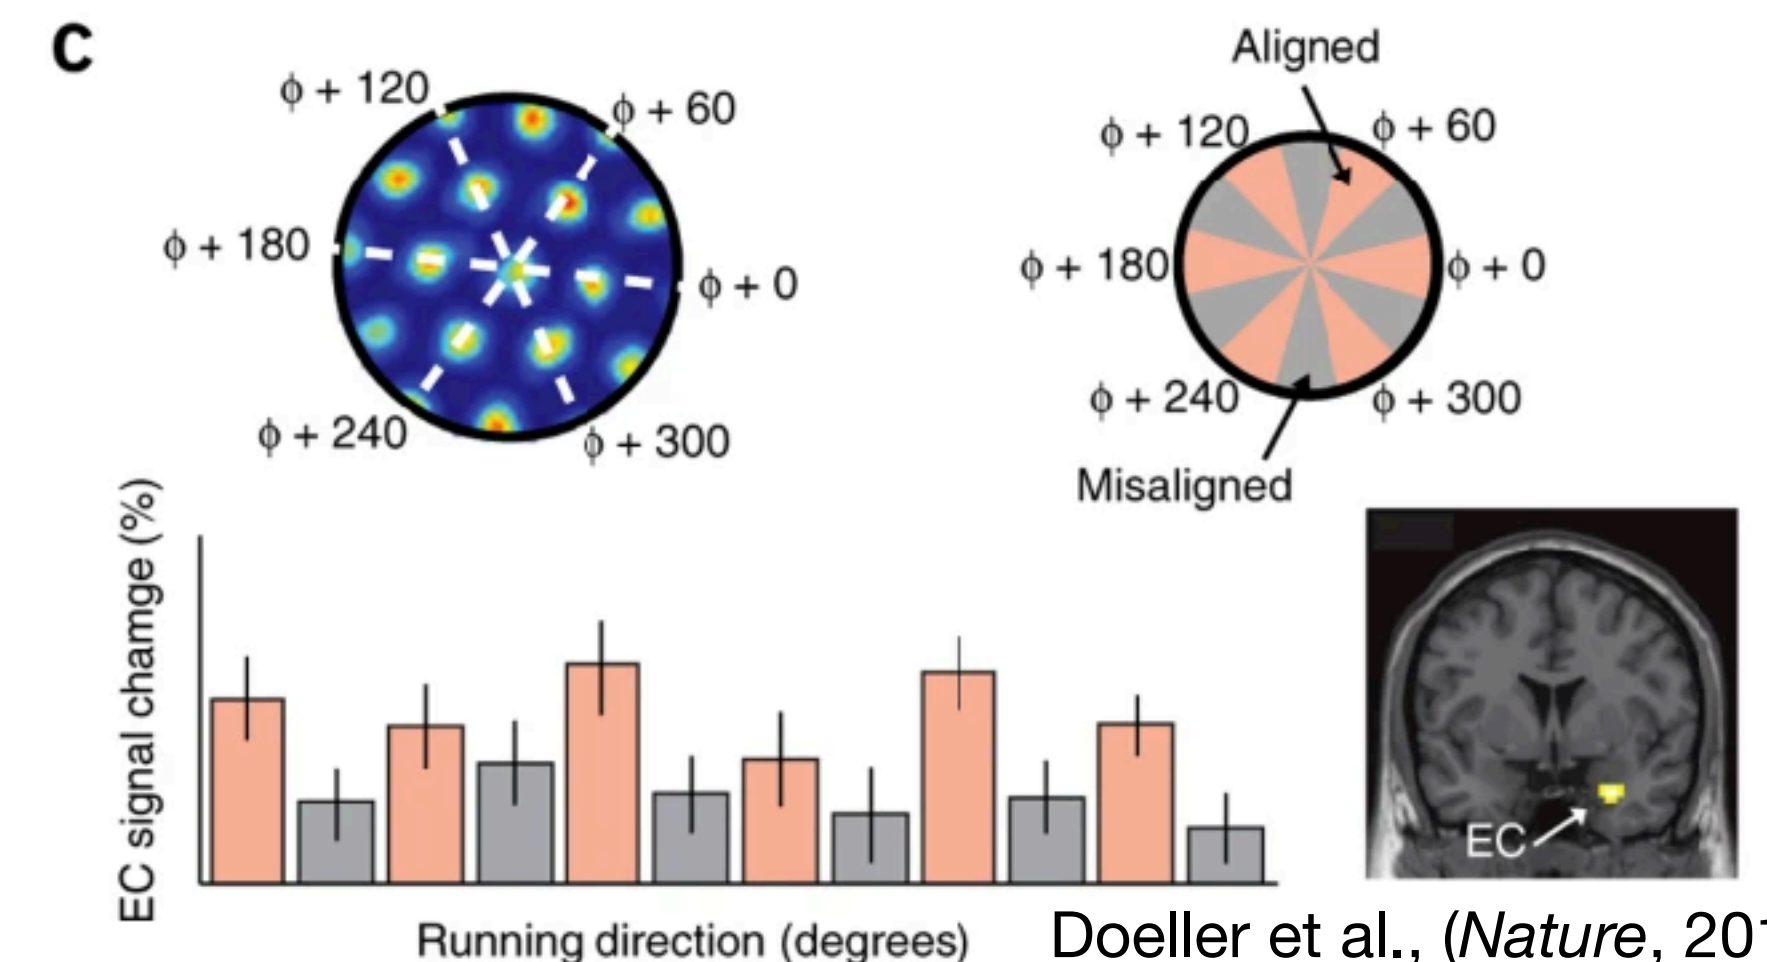 C
Aligned
ϕ + 120
ϕ + 60
ϕ + 180
ϕ + 0
ϕ + 240
ϕ + 300
ϕ + 120
ϕ + 60
ϕ + 180
ϕ + 0
ϕ + 240
ϕ + 300
Misaligned
EC signal chamge (%)
Running direction (degrees)
EC
Doeller et al., (Nature, 201